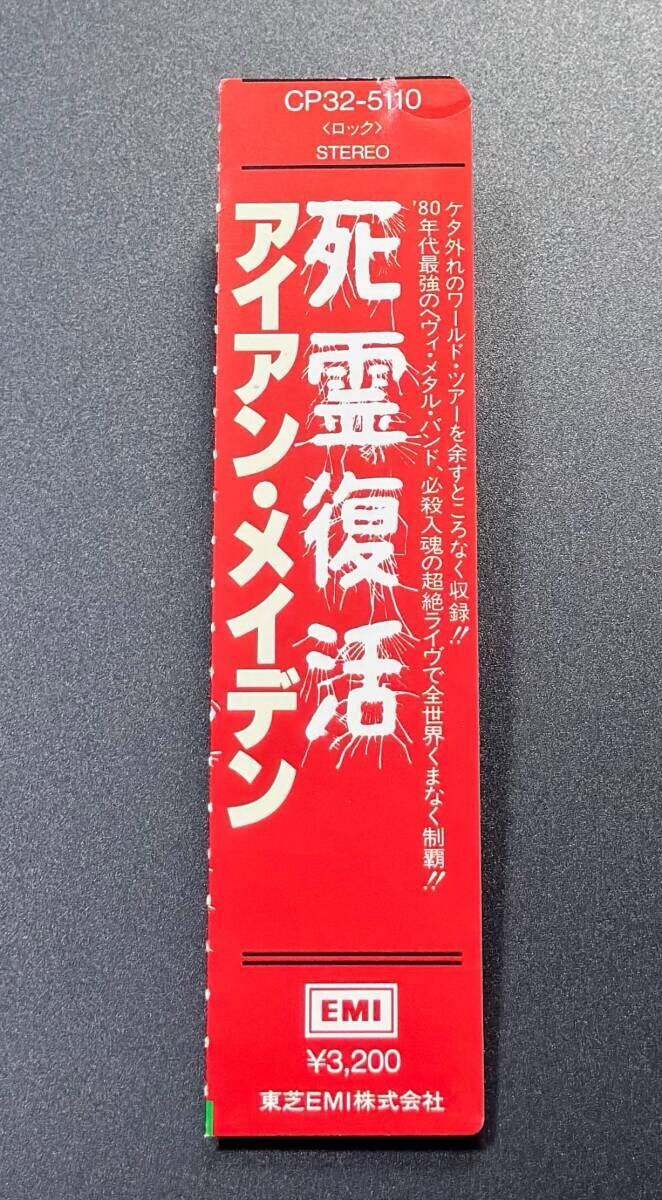 CP32-5110
〈ロック〉
STEREO
ケタ外れのワールド・ツアーを余すところなく収録!!
'80年代最強のヘヴィ・メタル・バンド、必殺入魂の超絶ライヴで全世界くまなく制覇!!
死霊復活
アイアン・メイデン
EMI
¥3,200
東芝EMI株式会社